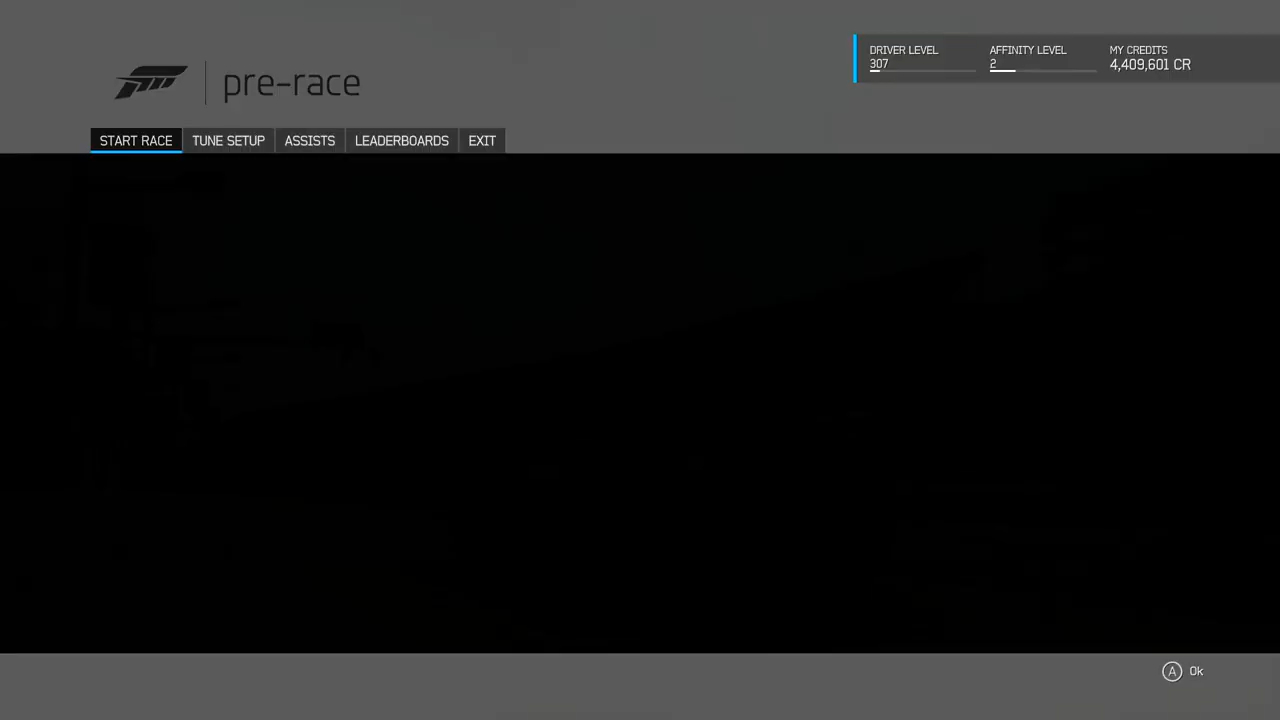 pre-race
DRIVER LEVEL
307
AFFINITY LEVEL
2
MY CREDITS
4,409,601 CR
START RACE
TUNE SETUP
ASSISTS
LEADERBOARDS
EXIT
A Ok